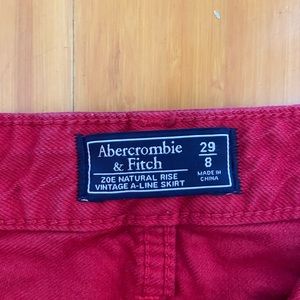 Abercrombie
& Fitch
ZOE NATURAL RISE
VINTAGE A-LINE SKIRT
29
8
MADE IN
CHINA